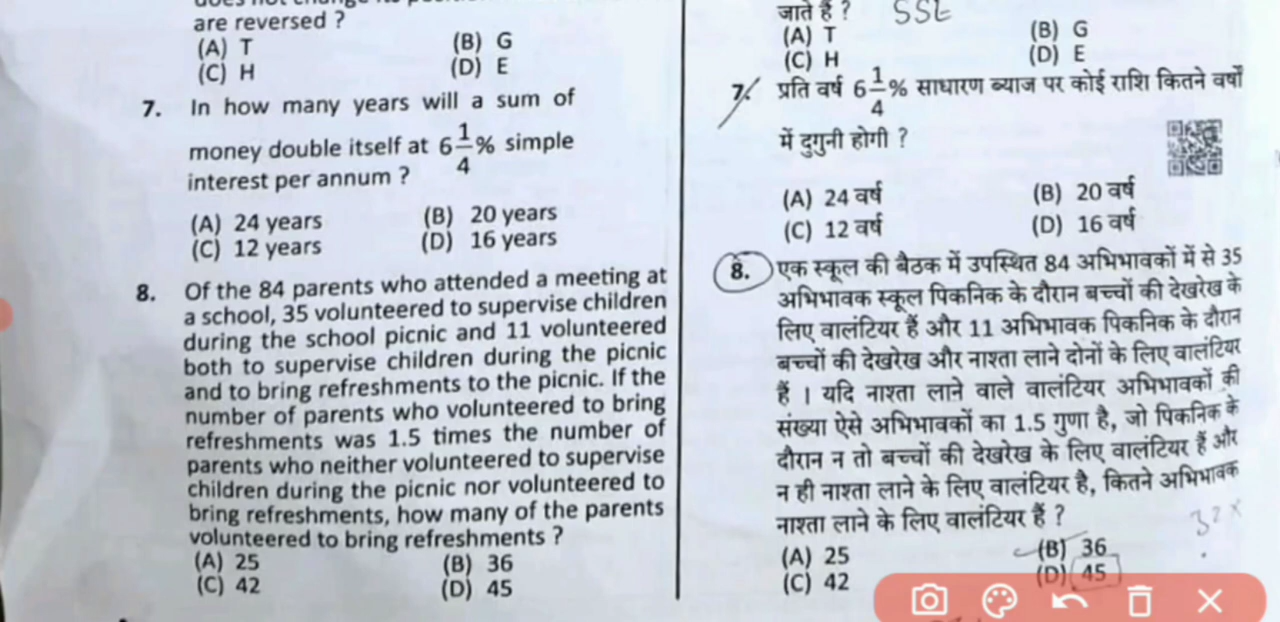 are reversed ?
(A) T (B) G
(C) H (D) E
7. In how many years will a sum of
money double itself at 6 1/4 % simple
interest per annum ?
(A) 24 years (B) 20 years
(C) 12 years (D) 16 years
8. Of the 84 parents who attended a meeting at
a school, 35 volunteered to supervise children
during the school picnic and 11 volunteered
both to supervise children during the picnic
and to bring refreshments to the picnic. If the
number of parents who volunteered to bring
refreshments was 1.5 times the number of
parents who neither volunteered to supervise
children during the picnic nor volunteered to
bring refreshments, how many of the parents
volunteered to bring refreshments ?
(A) 25 (B) 36
(C) 42 (D) 45
जाते हैं ? SSC
(A) T (B) G
(C) H (D) E
7. प्रति वर्ष 6 1/4 % साधारण ब्याज पर कोई राशि कितने वर्षों
में दुगुनी होगी ?
(A) 24 वर्ष (B) 20 वर्ष
(C) 12 वर्ष (D) 16 वर्ष
8. एक स्कूल की बैठक में उपस्थित 84 अभिभावकों में से 35
अभिभावक स्कूल पिकनिक के दौरान बच्चों की देखरेख के
लिए वालंटियर हैं और 11 अभिभावक पिकनिक के दौरान
बच्चों की देखरेख और नाश्ता लाने दोनों के लिए वालंटियर
हैं । यदि नाश्ता लाने वाले वालंटियर अभिभावकों की
संख्या ऐसे अभिभावकों का 1.5 गुणा है, जो पिकनिक के
दौरान न तो बच्चों की देखरेख के लिए वालंटियर हैं और
न ही नाश्ता लाने के लिए वालंटियर है, कितने अभिभावक
नाश्ता लाने के लिए वालंटियर हैं ?
32x
(A) 25 (B) 36
(C) 42 (D) 45